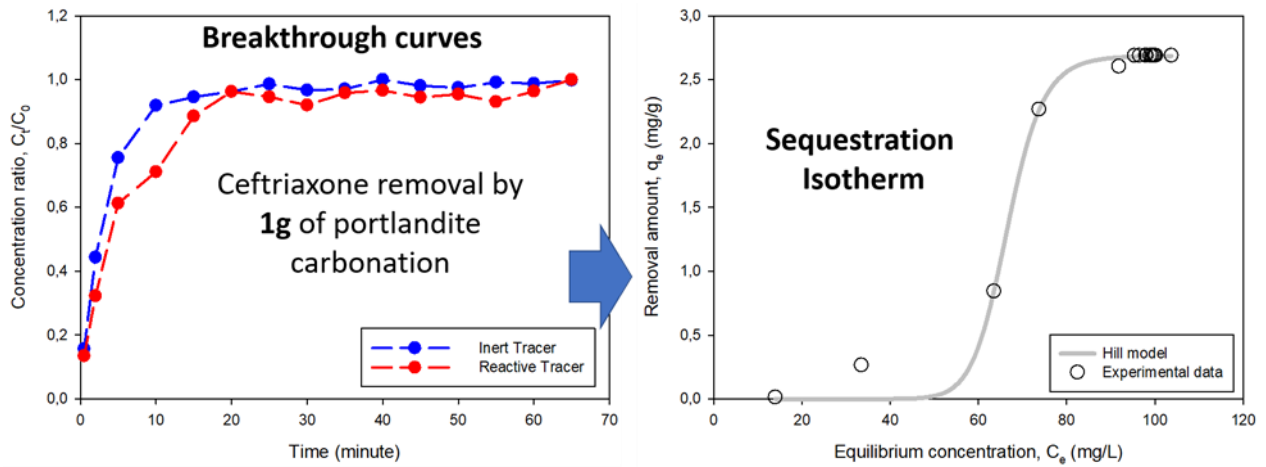 Breakthrough curves
Concentration ratio, Cₜ/C₀
1,2
1,0
0,8
0,6
0,4
0,2
0,0
Ceftriaxone removal by
1g of portlandite
carbonation
Inert Tracer
Reactive Tracer
0 10 20 30 40 50 60 70
Time (minute)
Removal amount, qₑ (mg/g)
3,0
2,5
2,0
1,5
1,0
0,5
0,0
Sequestration
Isotherm
Hill model
Experimental data
0 20 40 60 80 100 120
Equilibrium concentration, Cₑ (mg/L)